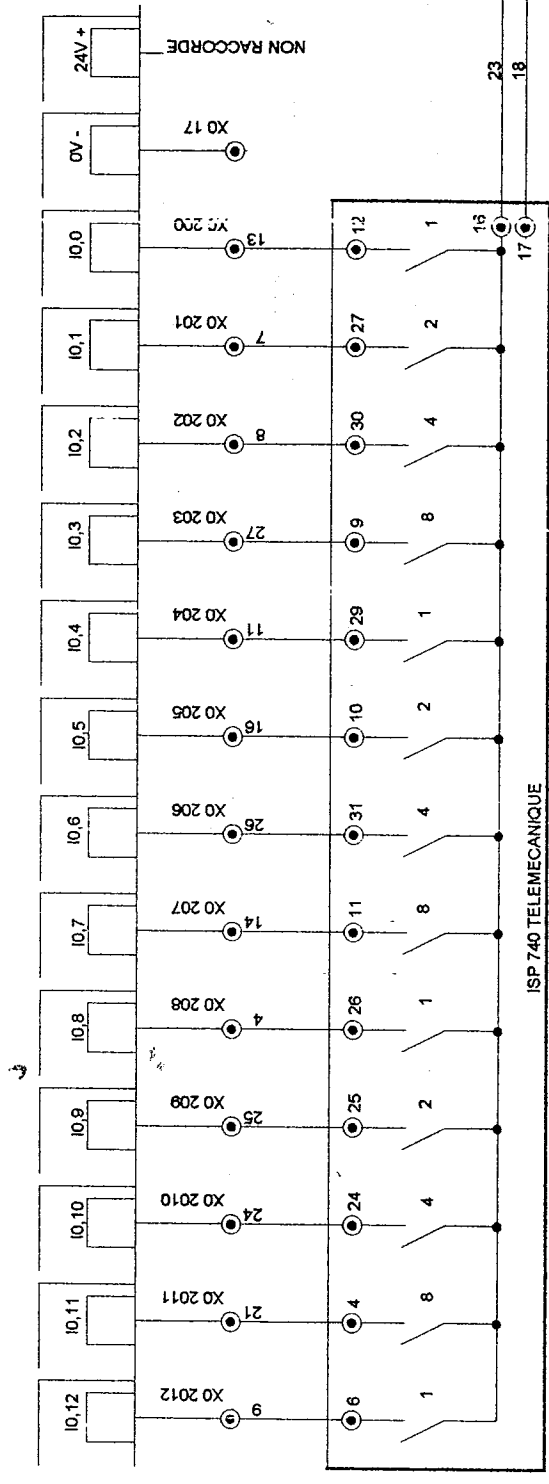 24V +
NON RACCORDE
0V -
X0 17
I0,0
X0 200
13
12
1
I0,1
X0 201
7
27
2
I0,2
X0 202
8
30
4
I0,3
X0 203
27
9
8
I0,4
X0 204
11
29
1
I0,5
X0 205
16
10
2
I0,6
X0 206
26
31
4
I0,7
X0 207
14
11
8
I0,8
X0 208
4
26
1
I0,9
X0 209
25
25
2
I0,10
X0 2010
24
24
4
I0,11
X0 2011
21
4
8
I0,12
X0 2012
9
6
1
23
18
16
17
ISP 740 TELEMECANIQUE